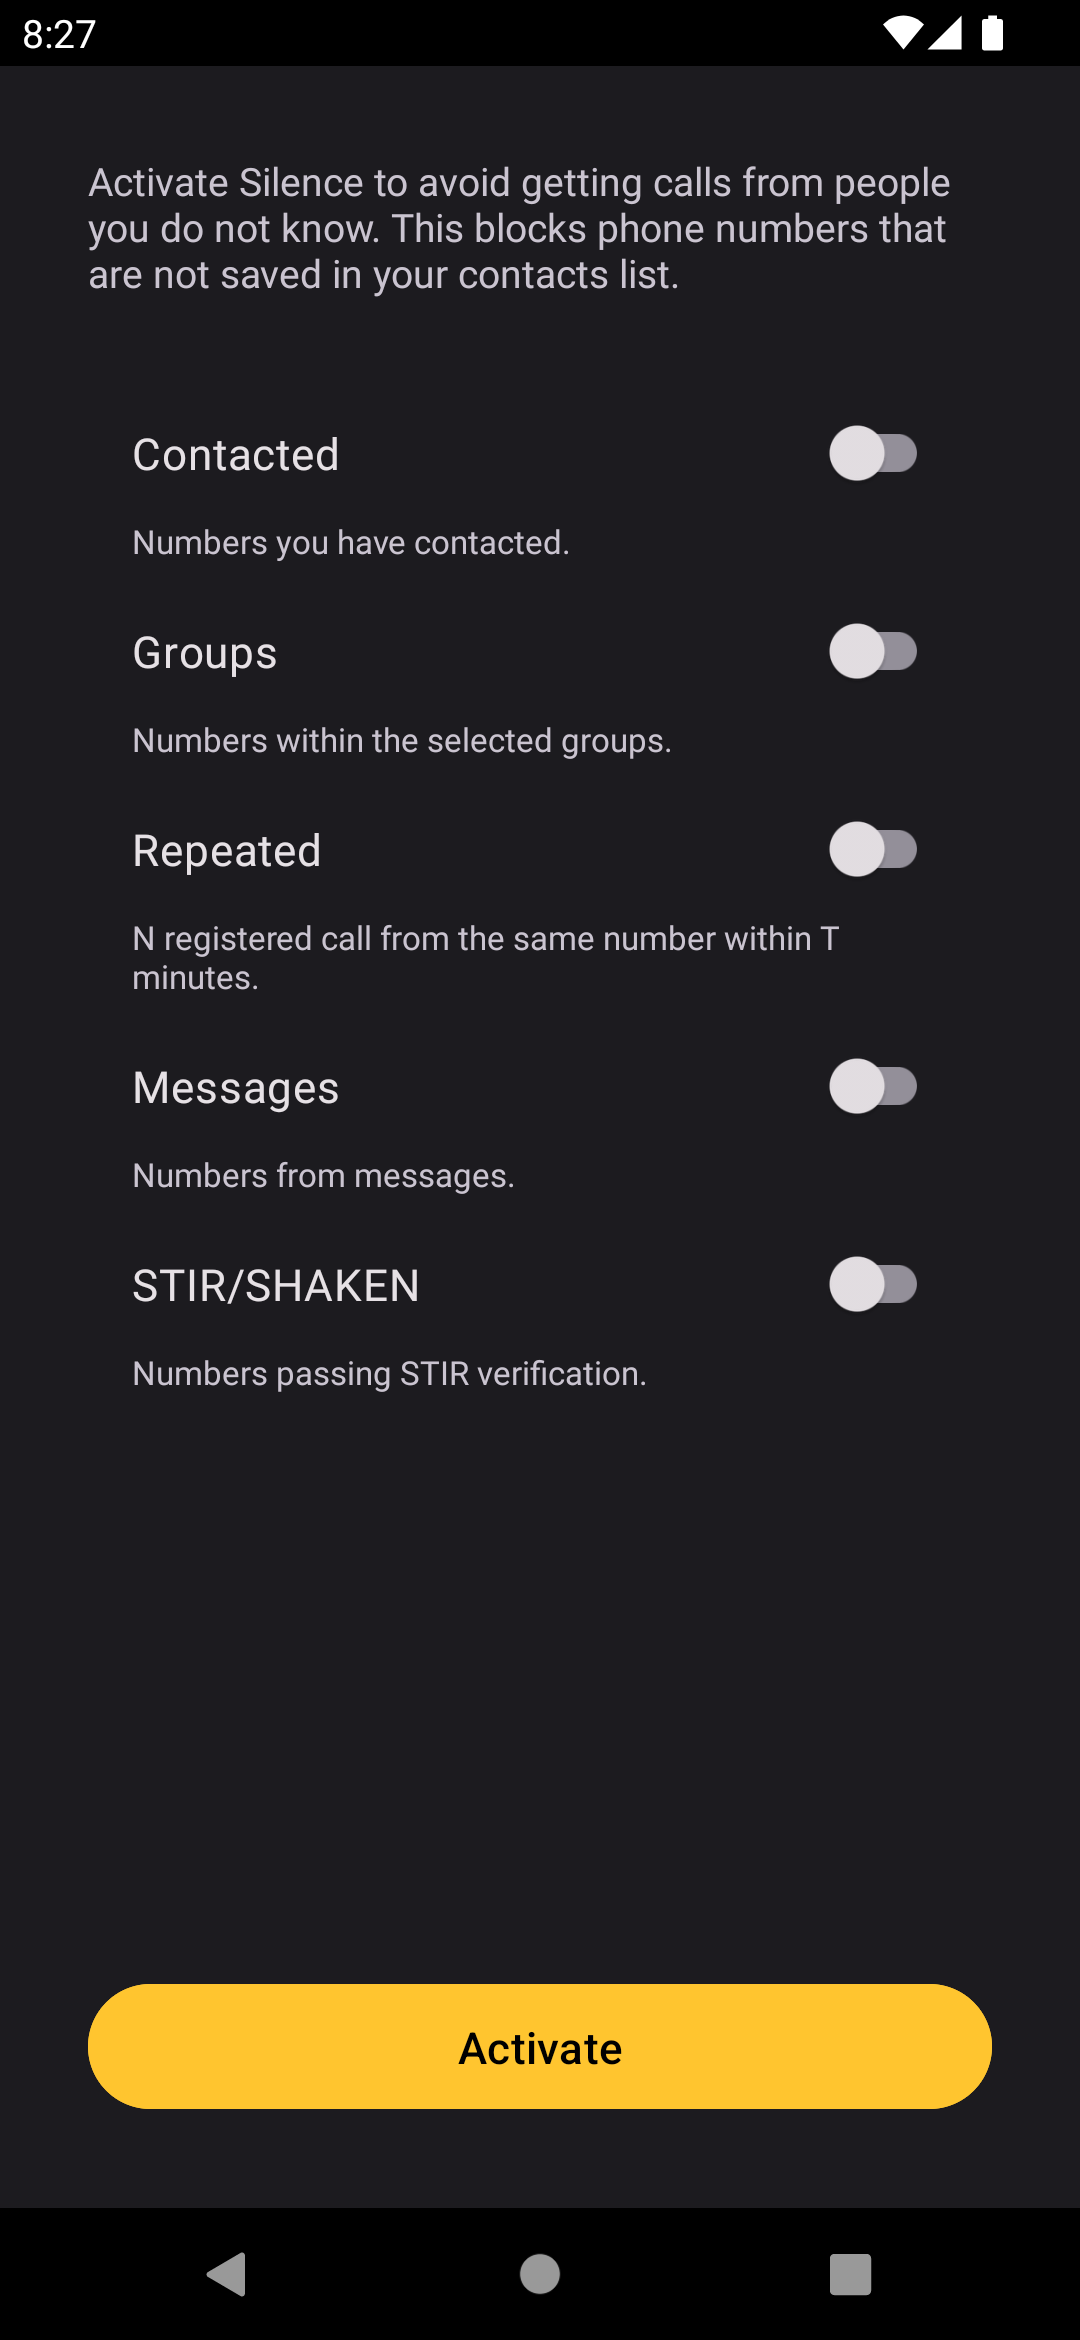 8:27
Activate Silence to avoid getting calls from people
you do not know. This blocks phone numbers that
are not saved in your contacts list.
Contacted
Numbers you have contacted.
Groups
Numbers within the selected groups.
Repeated
N registered call from the same number within T
minutes.
Messages
Numbers from messages.
STIR/SHAKEN
Numbers passing STIR verification.
Activate